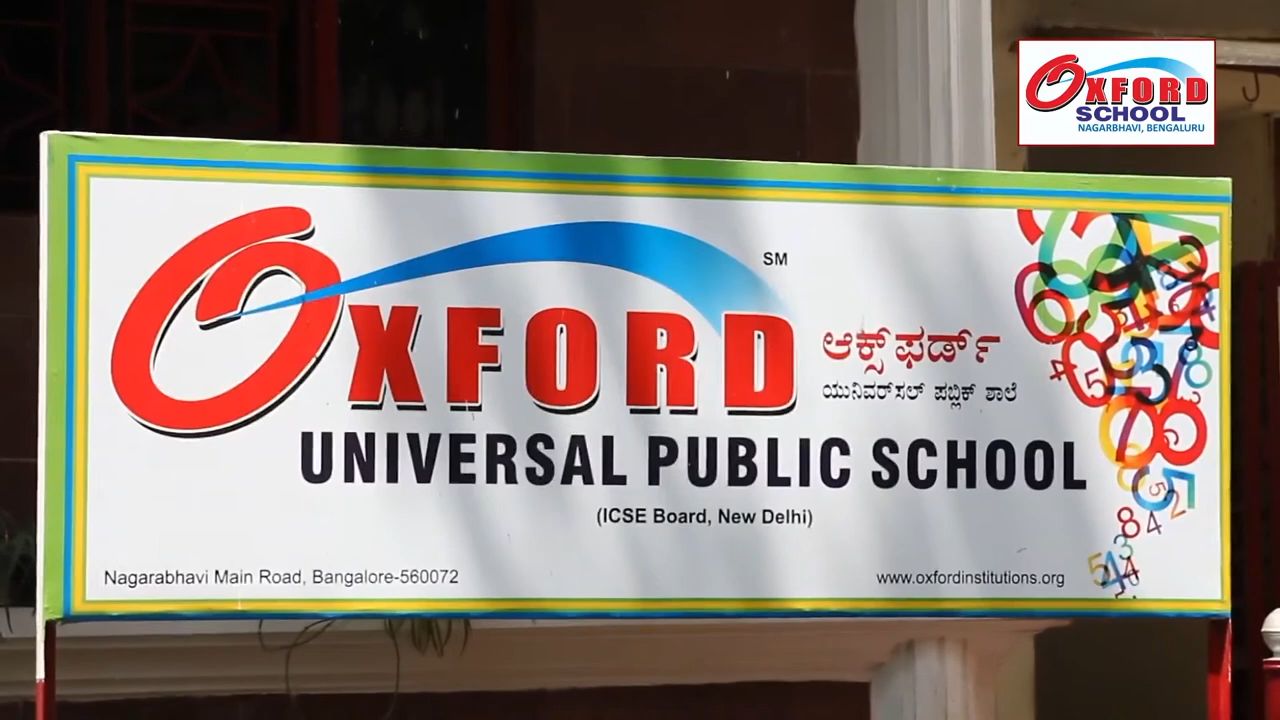 OXFORD
SCHOOL
NAGARBHAVI, BENGALURU
OXFORD SM
ಆಕ್ಸ್‌ಫರ್ಡ್
ಯುನಿವರ್‌ಸಲ್ ಪಬ್ಲಿಕ್ ಶಾಲೆ
UNIVERSAL PUBLIC SCHOOL
(ICSE Board, New Delhi)
Nagarabhavi Main Road, Bangalore-560072
www.oxfordinstitutions.org